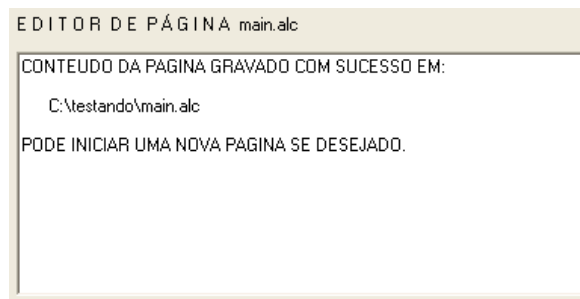 EDITOR DE PÁGINA main.alc
CONTEUDO DA PAGINA GRAVADO COM SUCESSO EM:
C:\testando\main.alc
PODE INICIAR UMA NOVA PAGINA SE DESEJADO.